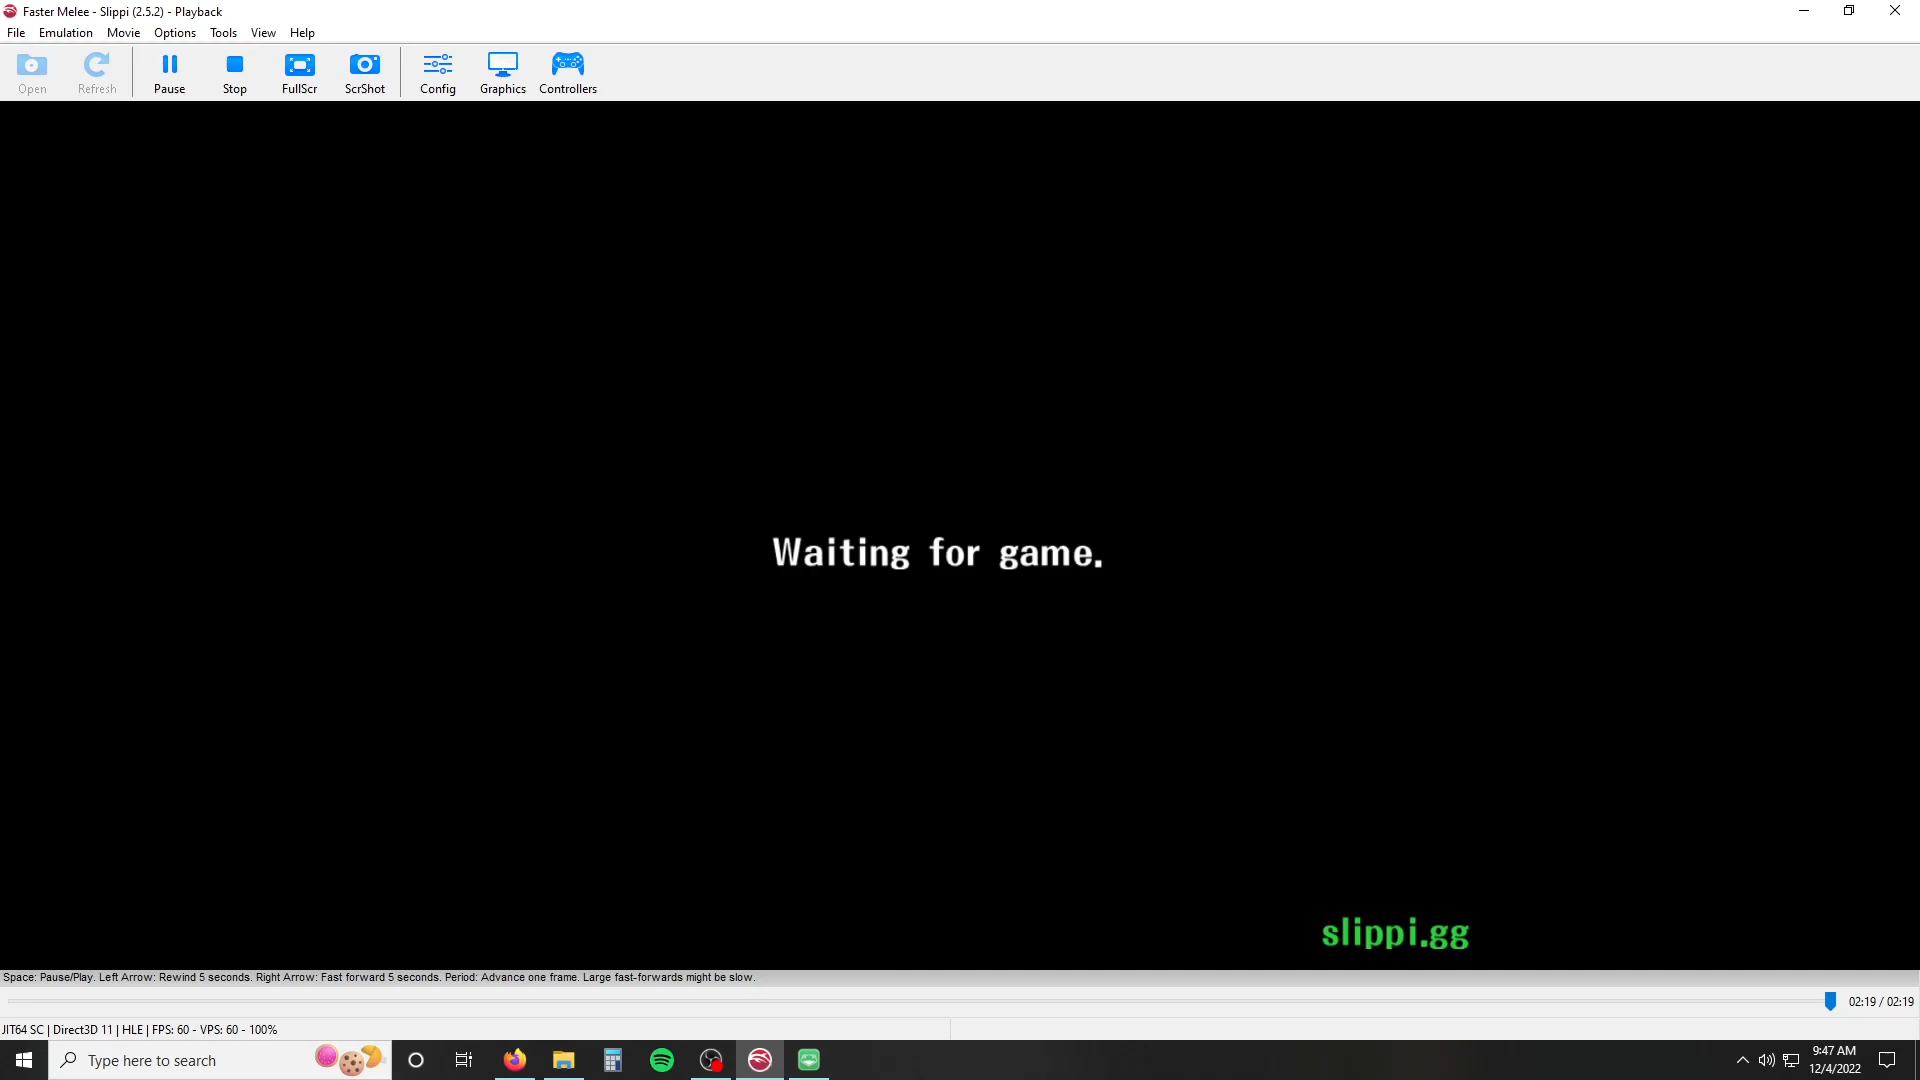 Faster Melee - Slippi (2.5.2) - Playback
File Emulation Movie Options Tools View Help
Open Refresh Pause Stop FullScr ScrShot Config Graphics Controllers
Waiting for game.
slippi.gg
Space: Pause/Play. Left Arrow: Rewind 5 seconds. Right Arrow: Fast forward 5 seconds. Period: Advance one frame. Large fast-forwards might be slow.
02:19 / 02:19
JIT64 SC | Direct3D 11 | HLE | FPS: 60 - VPS: 60 - 100%
Type here to search
9:47 AM
12/4/2022